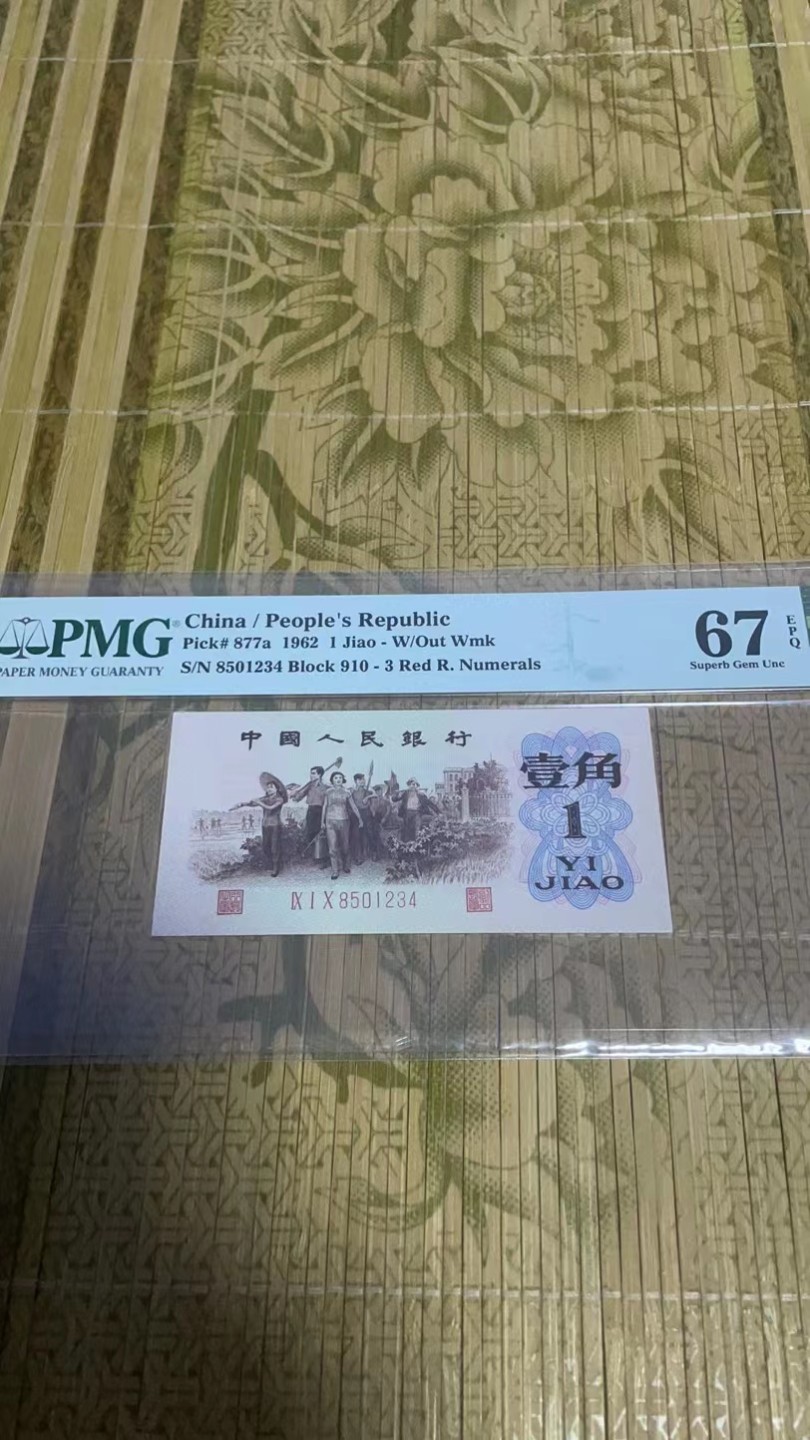 PMG
PAPER MONEY GUARANTY
China / People's Republic
Pick# 877a 1962 1 Jiao - W/Out Wmk
S/N 8501234 Block 910 - 3 Red R. Numerals
67
EPQ
Superb Gem Unc
中國人民銀行
壹角
1
YI
JIAO
IX I X 8501234